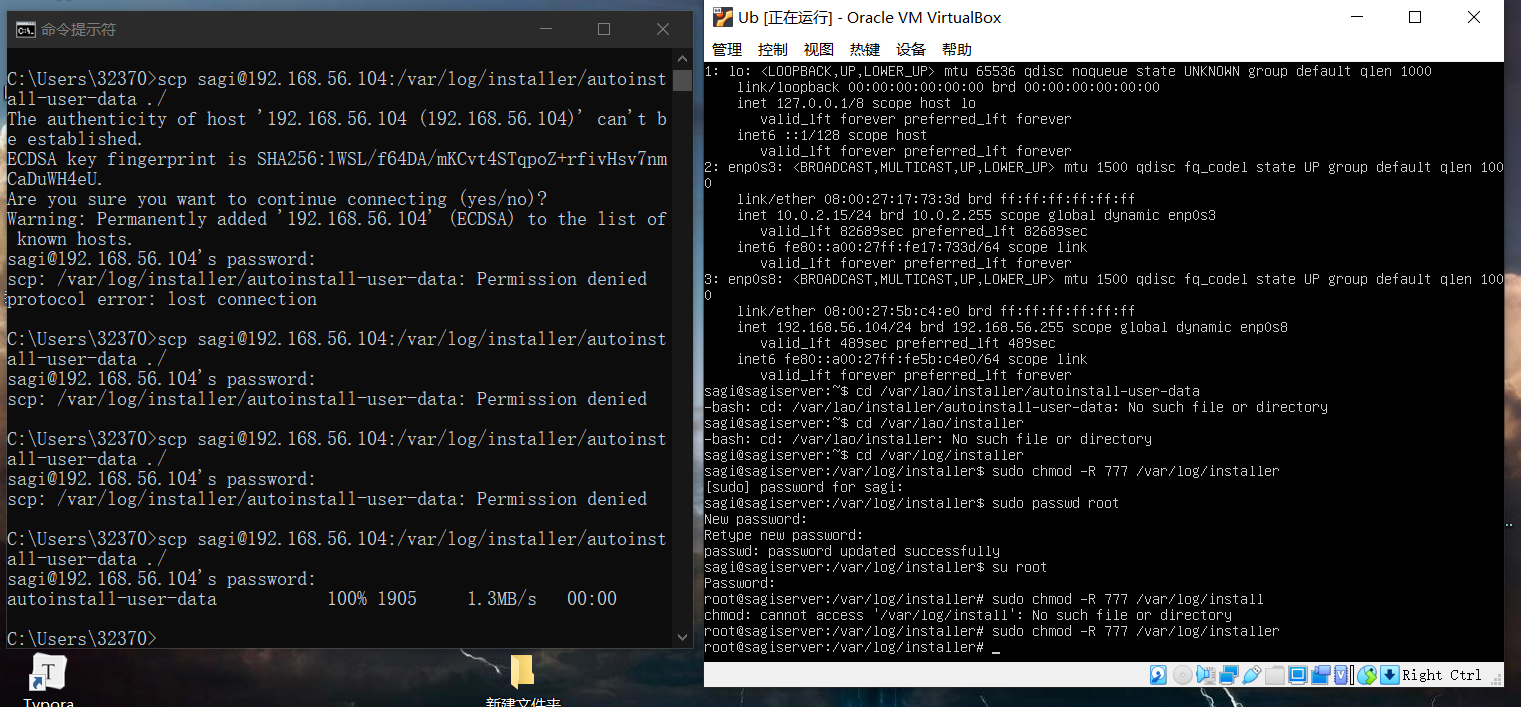 命令提示符
C:\Users\32370>scp sagi@192.168.56.104:/var/log/installer/autoinst
all-user-data ./
The authenticity of host '192.168.56.104 (192.168.56.104)' can't b
e established.
ECDSA key fingerprint is SHA256:lWSL/f64DA/mKCvt4STqpoZ+rfivHsv7nm
CaDuWH4eU.
Are you sure you want to continue connecting (yes/no)?
Warning: Permanently added '192.168.56.104' (ECDSA) to the list of
 known hosts.
sagi@192.168.56.104's password:
scp: /var/log/installer/autoinstall-user-data: Permission denied
protocol error: lost connection
C:\Users\32370>scp sagi@192.168.56.104:/var/log/installer/autoinst
all-user-data ./
sagi@192.168.56.104's password:
scp: /var/log/installer/autoinstall-user-data: Permission denied
C:\Users\32370>scp sagi@192.168.56.104:/var/log/installer/autoinst
all-user-data ./
sagi@192.168.56.104's password:
scp: /var/log/installer/autoinstall-user-data: Permission denied
C:\Users\32370>scp sagi@192.168.56.104:/var/log/installer/autoinst
all-user-data ./
sagi@192.168.56.104's password:
autoinstall-user-data 100% 1905 1.3MB/s 00:00
C:\Users\32370>
Ub [正在运行] - Oracle VM VirtualBox
管理 控制 视图 热键 设备 帮助
1: lo: <LOOPBACK,UP,LOWER_UP> mtu 65536 qdisc noqueue state UNKNOWN group default qlen 1000
link/loopback 00:00:00:00:00:00 brd 00:00:00:00:00:00
inet 127.0.0.1/8 scope host lo
valid_lft forever preferred_lft forever
inet6 ::1/128 scope host
valid_lft forever preferred_lft forever
2: enp0s3: <BROADCAST,MULTICAST,UP,LOWER_UP> mtu 1500 qdisc fq_codel state UP group default qlen 100
0
link/ether 08:00:27:17:73:3d brd ff:ff:ff:ff:ff:ff
inet 10.0.2.15/24 brd 10.0.2.255 scope global dynamic enp0s3
valid_lft 82689sec preferred_lft 82689sec
inet6 fe80::a00:27ff:fe17:733d/64 scope link
valid_lft forever preferred_lft forever
3: enp0s8: <BROADCAST,MULTICAST,UP,LOWER_UP> mtu 1500 qdisc fq_codel state UP group default qlen 100
0
link/ether 08:00:27:5b:c4:e0 brd ff:ff:ff:ff:ff:ff
inet 192.168.56.104/24 brd 192.168.56.255 scope global dynamic enp0s8
valid_lft 489sec preferred_lft 489sec
inet6 fe80::a00:27ff:fe5b:c4e0/64 scope link
valid_lft forever preferred_lft forever
sagi@sagiserver:~$ cd /var/lao/installer/autoinstall-user-data
-bash: cd: /var/lao/installer/autoinstall-user-data: No such file or directory
sagi@sagiserver:~$ cd /var/lao/installer
-bash: cd: /var/lao/installer: No such file or directory
sagi@sagiserver:~$ cd /var/log/installer
sagi@sagiserver:/var/log/installer$ sudo chmod -R 777 /var/log/installer
[sudo] password for sagi:
sagi@sagiserver:/var/log/installer$ sudo passwd root
New password:
Retype new password:
passwd: password updated successfully
sagi@sagiserver:/var/log/installer$ su root
Password:
root@sagiserver:/var/log/installer# sudo chmod -R 777 /var/log/install
chmod: cannot access '/var/log/install': No such file or directory
root@sagiserver:/var/log/installer# sudo chmod -R 777 /var/log/installer
root@sagiserver:/var/log/installer# _
Right Ctrl
Typora
新建文件夹